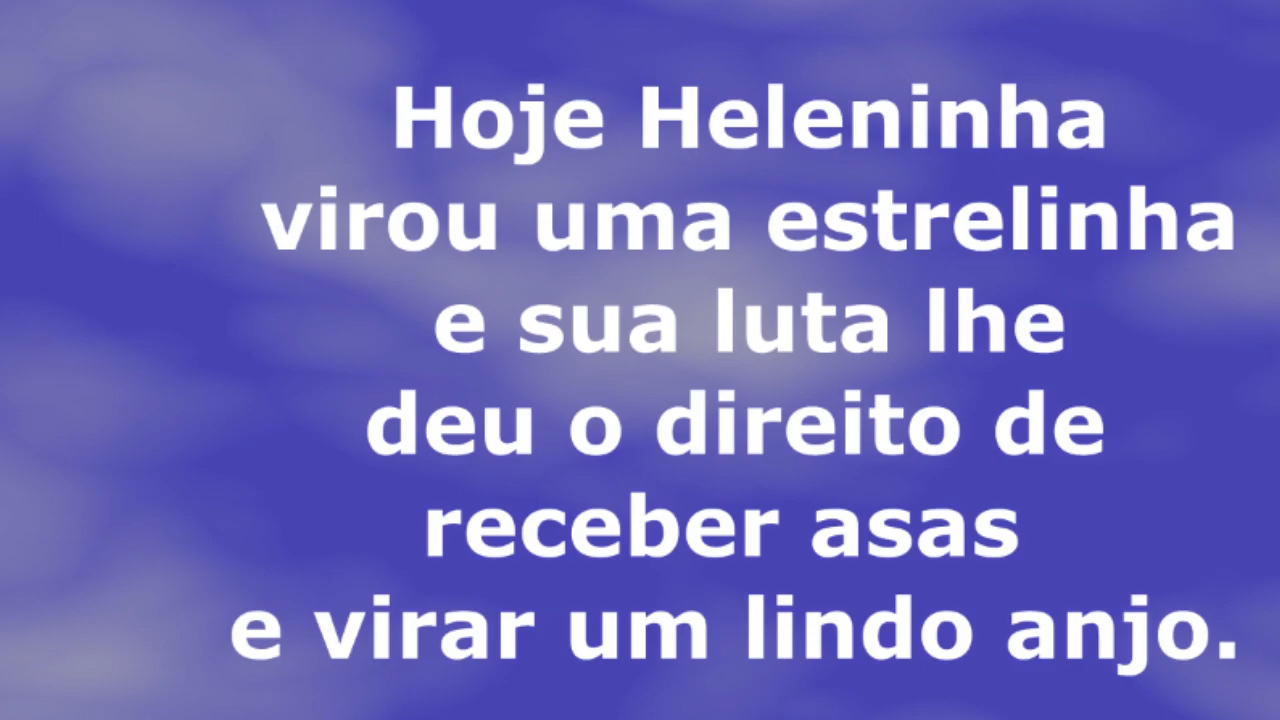 Hoje Heleninha
virou uma estrelinha
e sua luta lhe
deu o direito de
receber asas
e virar um lindo anjo.